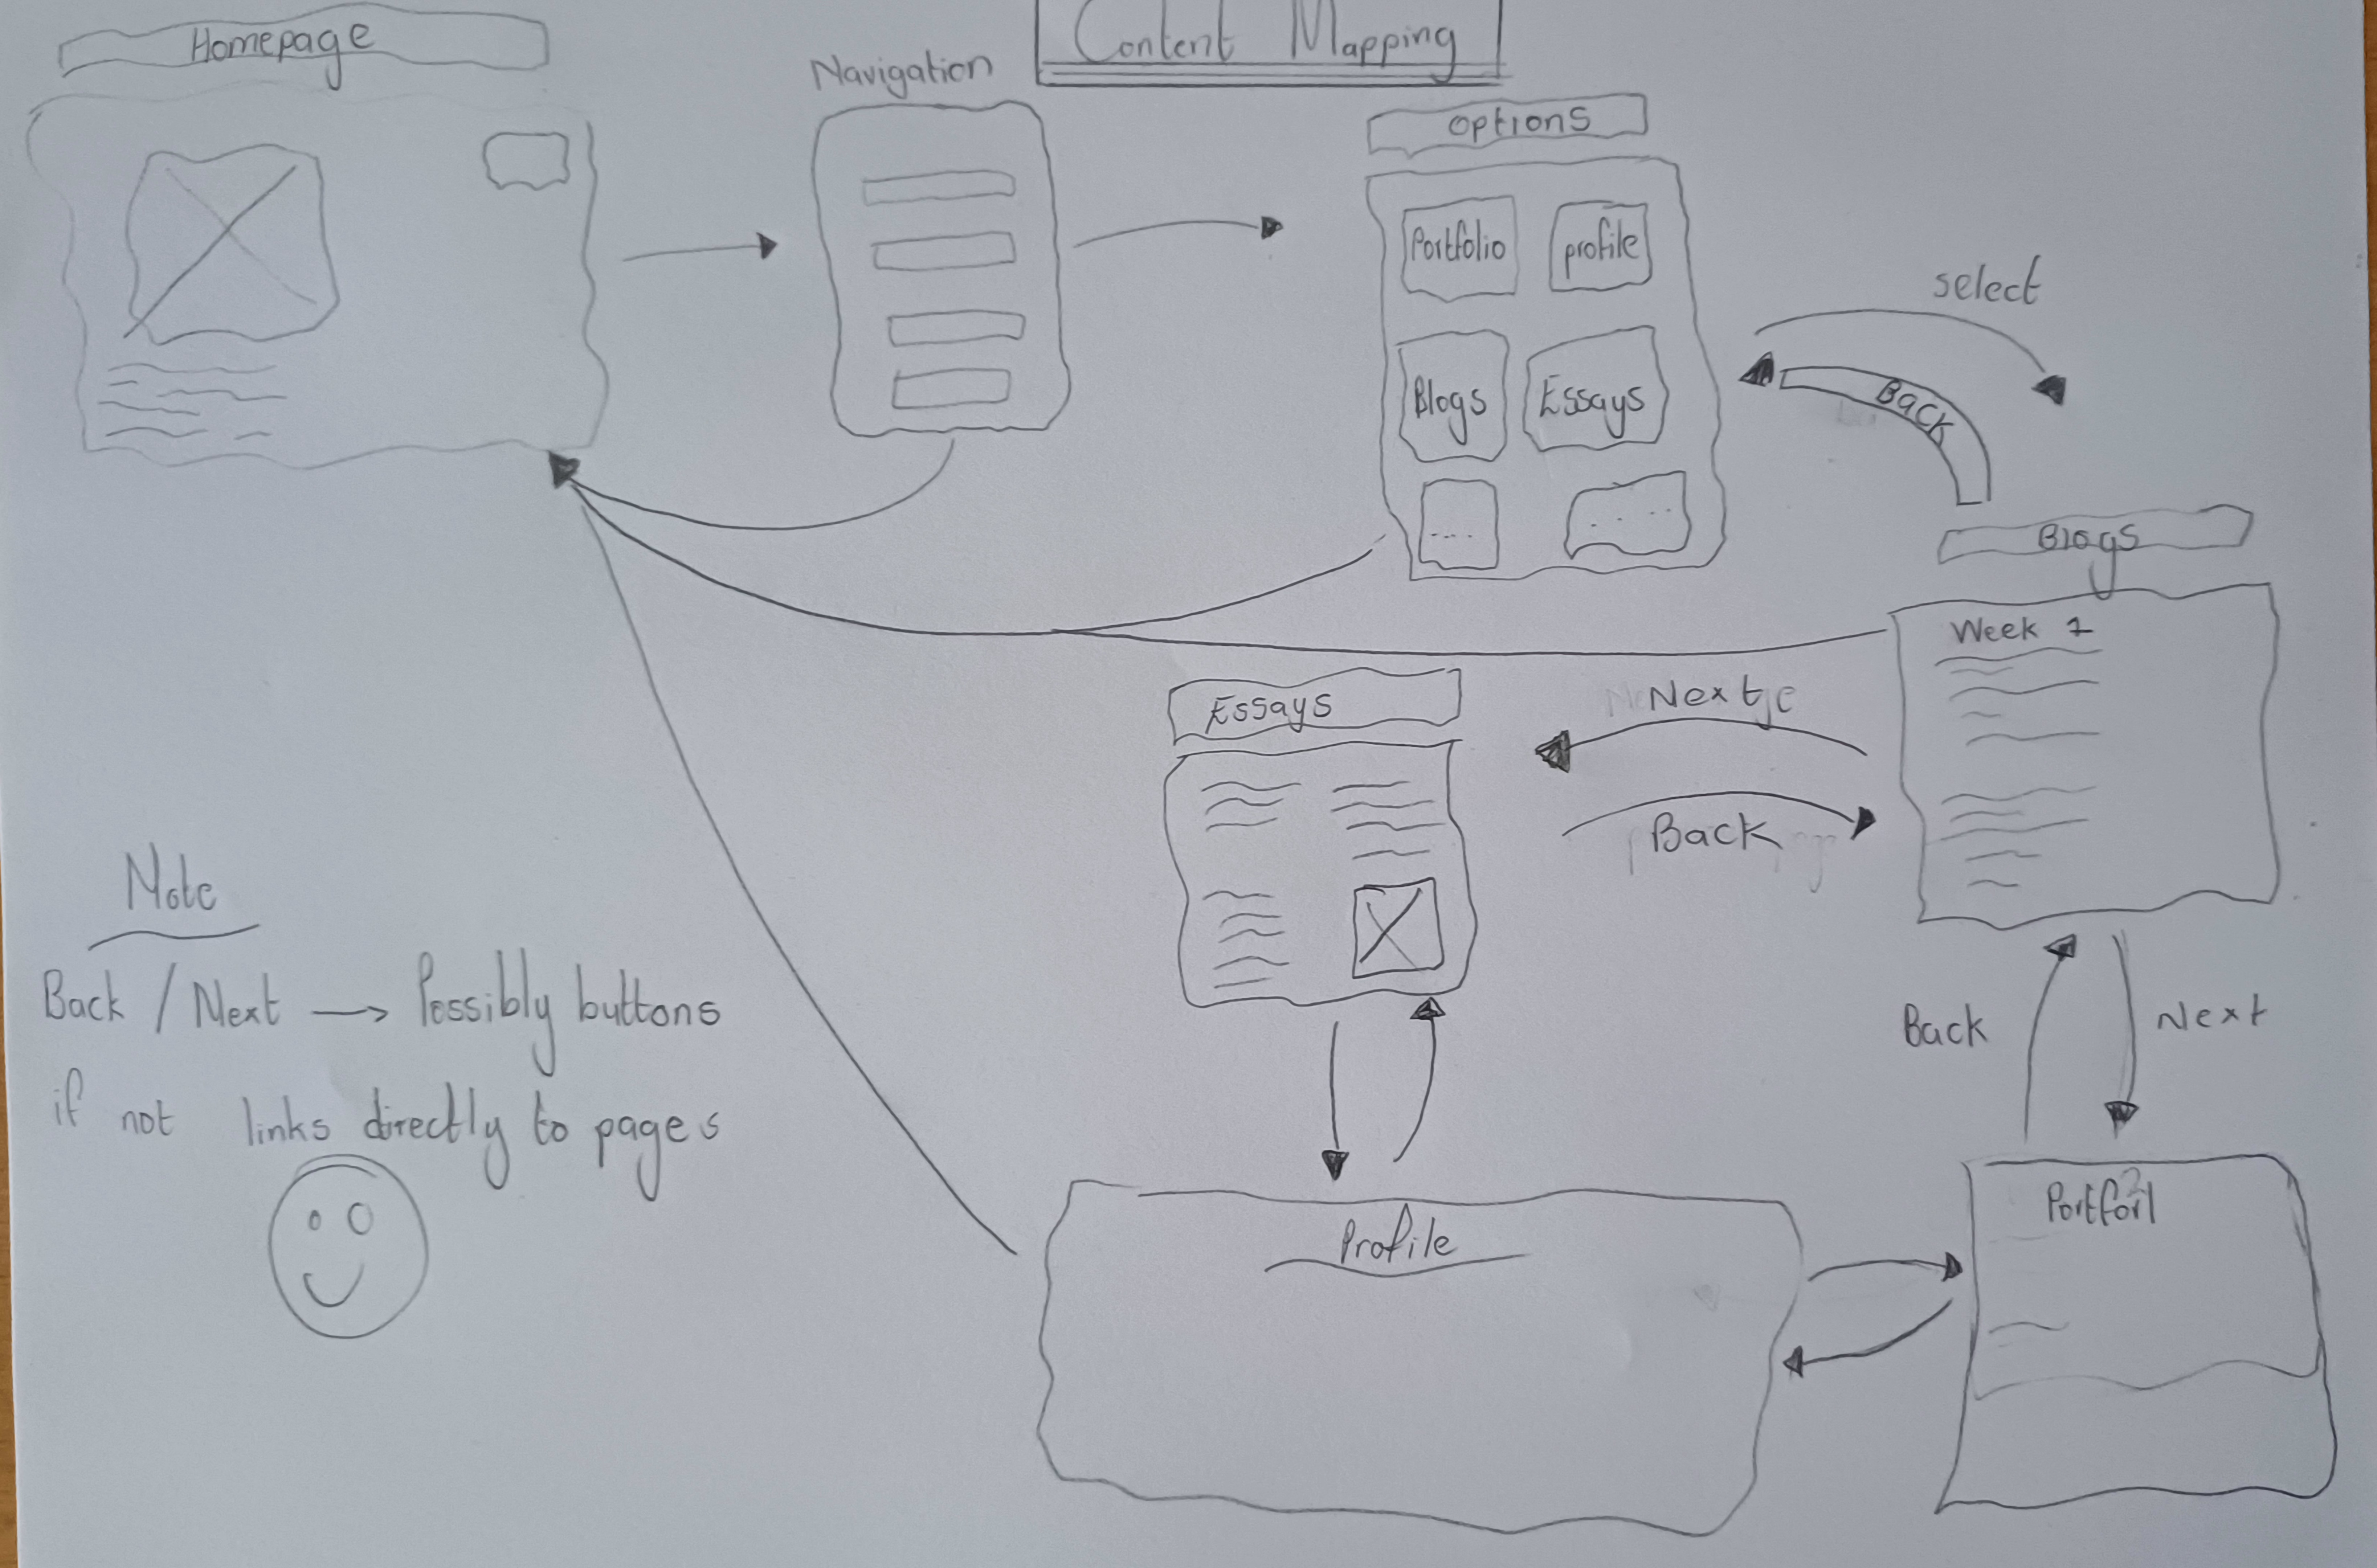 Content Mapping
Homepage
Navigation
options
Portfolio
profile
Blogs
Essays
select
Back
Blogs
Week 1
Essays
Next
Back
Back
Next
Note
Back / Next → Possibly buttons
if not links directly to pages
Profile